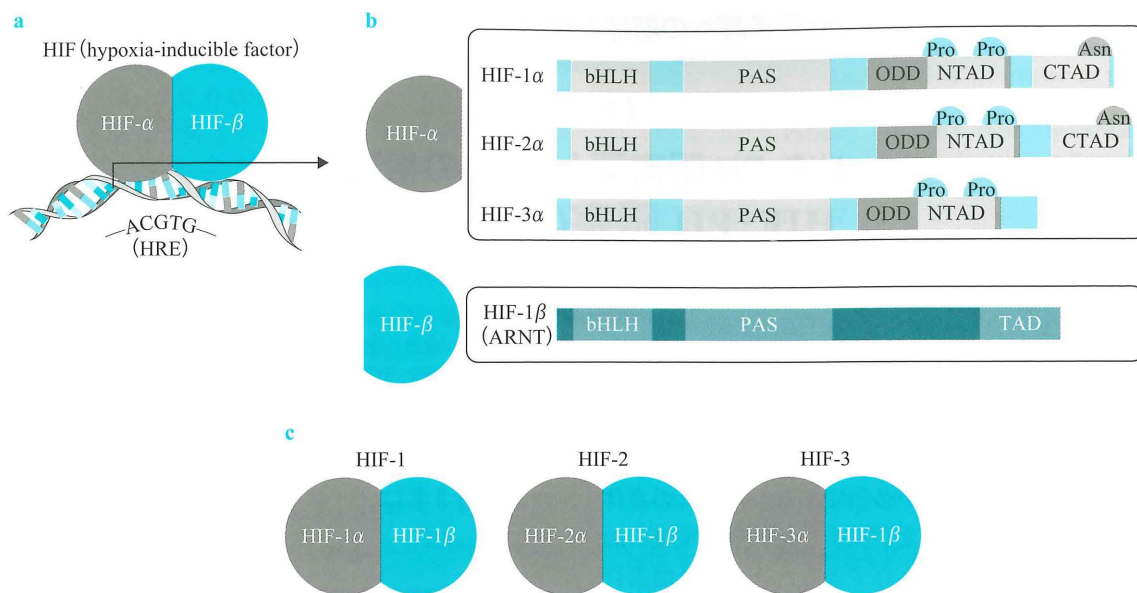 a
HIF (hypoxia-inducible factor)
HIF-α HIF-β
ACGTG
(HRE)
b
HIF-α
Pro Pro Asn
HIF-1α bHLH PAS ODD NTAD CTAD
Pro Pro Asn
HIF-2α bHLH PAS ODD NTAD CTAD
Pro Pro
HIF-3α bHLH PAS ODD NTAD
HIF-β
HIF-1β bHLH PAS TAD
(ARNT)
c
HIF-1 HIF-2 HIF-3
HIF-1α HIF-1β HIF-2α HIF-1β HIF-3α HIF-1β